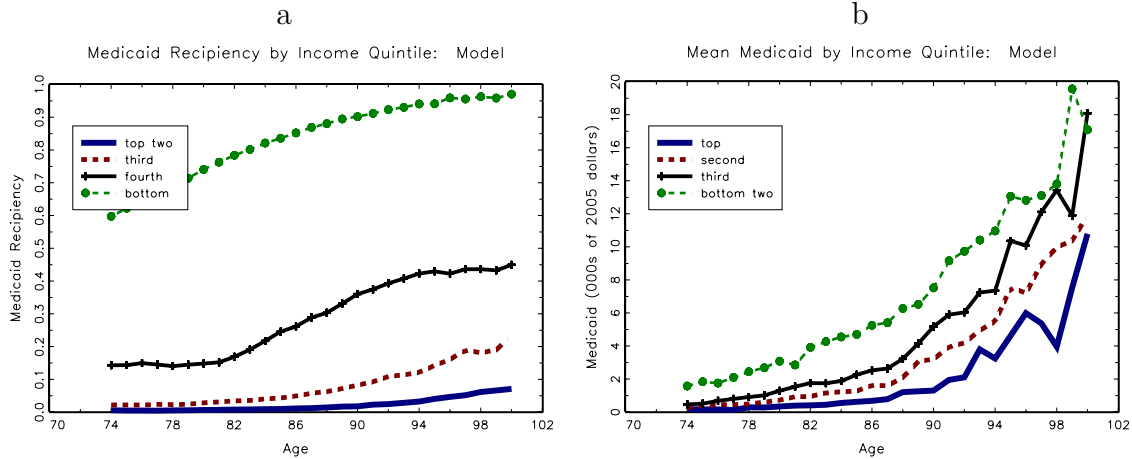 a
Medicaid Recipiency by Income Quintile: Model
Medicaid Recipiency
1.0
0.9
0.8
0.7
0.6
0.5
0.4
0.3
0.2
0.1
0.0
top two
third
fourth
bottom
70 74 78 82 86 90 94 98 102
Age
b
Mean Medicaid by Income Quintile: Model
Medicaid (000s of 2005 dollars)
20
18
16
14
12
10
8
6
4
2
0
top
second
third
bottom two
70 74 78 82 86 90 94 98 102
Age